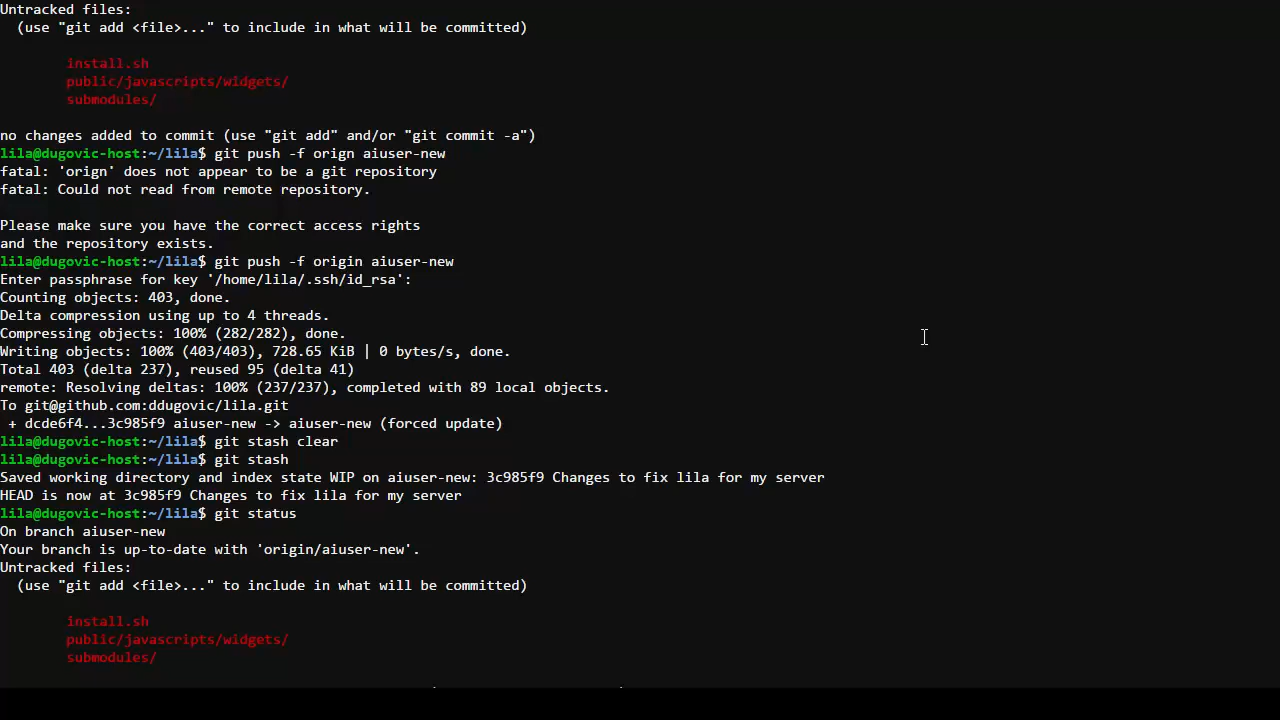 Untracked files:
  (use "git add <file>..." to include in what will be committed)
        install.sh
        public/javascripts/widgets/
        submodules/
no changes added to commit (use "git add" and/or "git commit -a")
lila@dugovic-host:~/lila$ git push -f orign aiuser-new
fatal: 'orign' does not appear to be a git repository
fatal: Could not read from remote repository.
Please make sure you have the correct access rights
and the repository exists.
lila@dugovic-host:~/lila$ git push -f origin aiuser-new
Enter passphrase for key '/home/lila/.ssh/id_rsa':
Counting objects: 403, done.
Delta compression using up to 4 threads.
Compressing objects: 100% (282/282), done.
Writing objects: 100% (403/403), 728.65 KiB | 0 bytes/s, done.
Total 403 (delta 237), reused 95 (delta 41)
remote: Resolving deltas: 100% (237/237), completed with 89 local objects.
To git@github.com:ddugovic/lila.git
 + dcde6f4...3c985f9 aiuser-new -> aiuser-new (forced update)
lila@dugovic-host:~/lila$ git stash clear
lila@dugovic-host:~/lila$ git stash
Saved working directory and index state WIP on aiuser-new: 3c985f9 Changes to fix lila for my server
HEAD is now at 3c985f9 Changes to fix lila for my server
lila@dugovic-host:~/lila$ git status
On branch aiuser-new
Your branch is up-to-date with 'origin/aiuser-new'.
Untracked files:
  (use "git add <file>..." to include in what will be committed)
        install.sh
        public/javascripts/widgets/
        submodules/